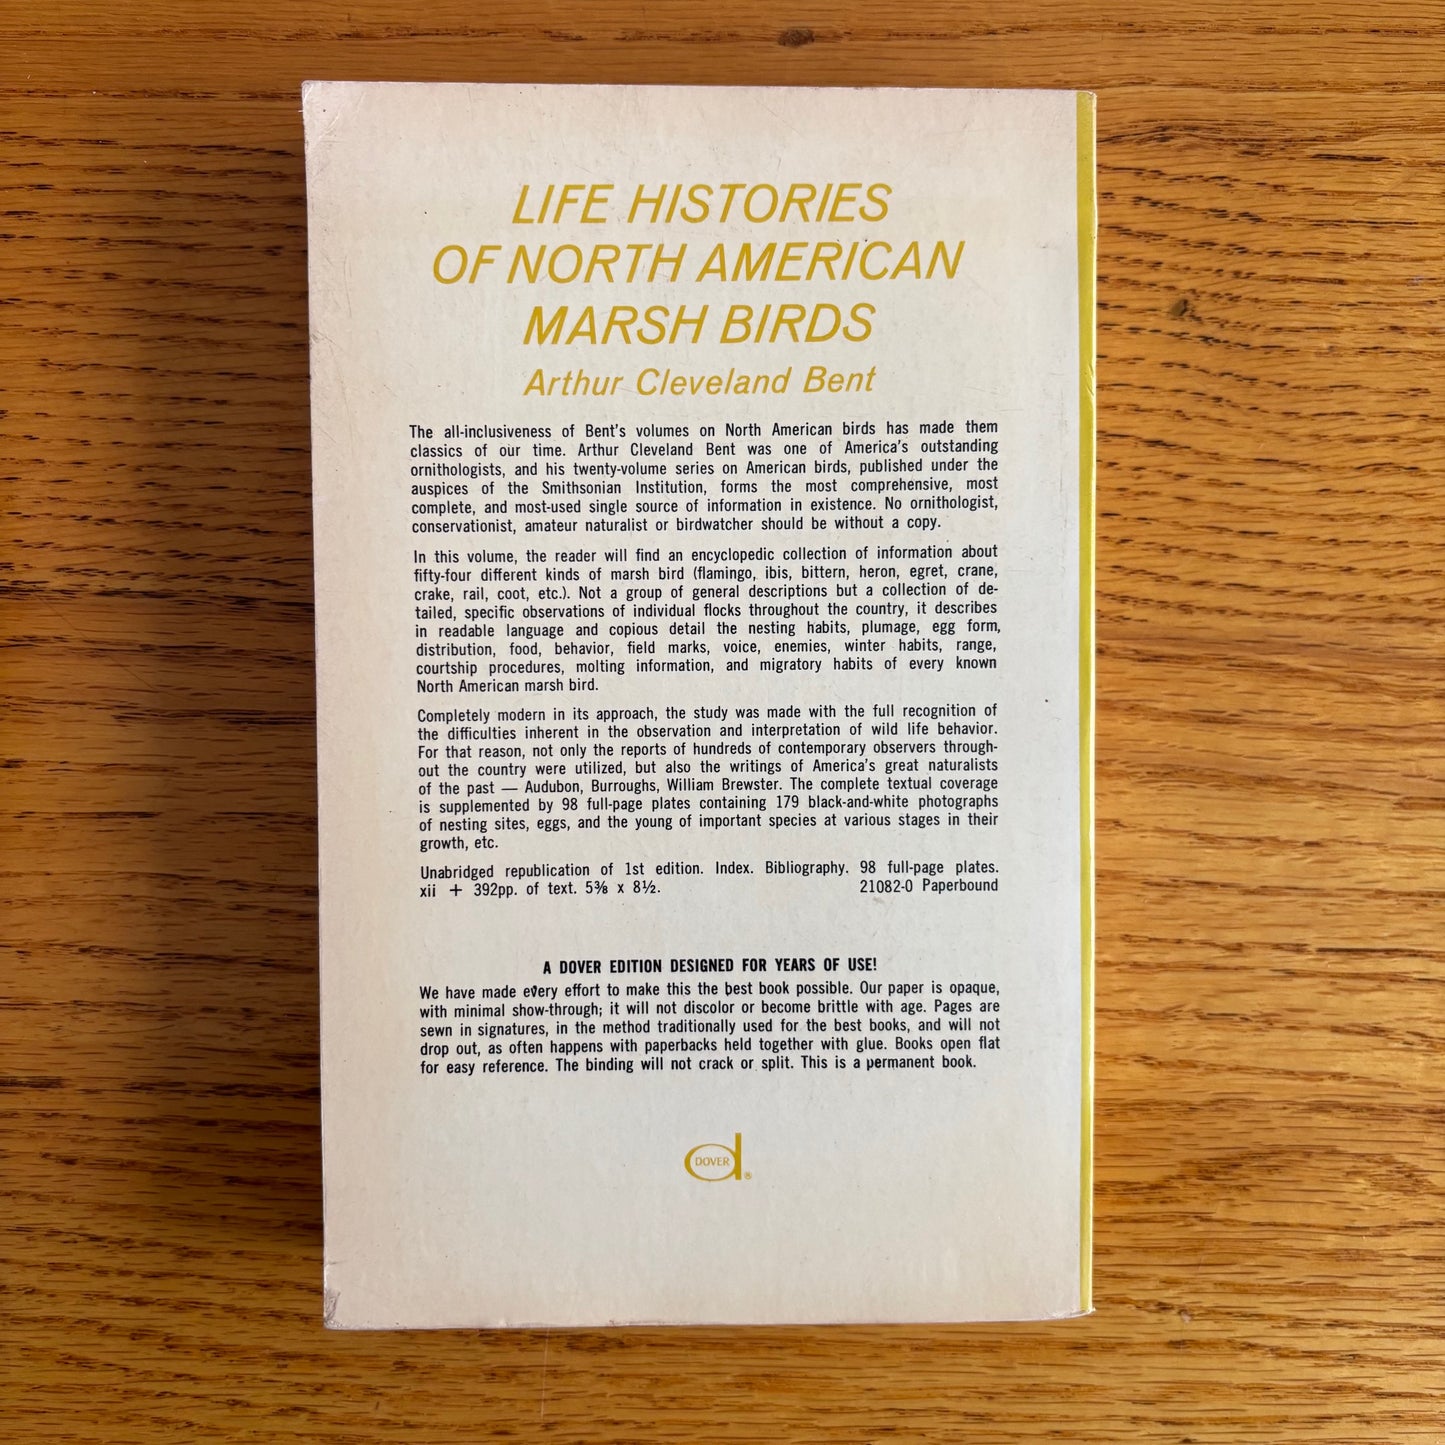 LIFE HISTORIES
OF NORTH AMERICAN
MARSH BIRDS
Arthur Cleveland Bent
The all-inclusiveness of Bent's volumes on North American birds has made them
classics of our time. Arthur Cleveland Bent was one of America's outstanding
ornithologists, and his twenty-volume series on American birds, published under the
auspices of the Smithsonian Institution, forms the most comprehensive, most
complete, and most-used single source of information in existence. No ornithologist,
conservationist, amateur naturalist or birdwatcher should be without a copy.
In this volume, the reader will find an encyclopedic collection of information about
fifty-four different kinds of marsh bird (flamingo, ibis, bittern, heron, egret, crane,
crake, rail, coot, etc.). Not a group of general descriptions but a collection of de-
tailed, specific observations of individual flocks throughout the country, it describes
in readable language and copious detail the nesting habits, plumage, egg form,
distribution, food, behavior, field marks, voice, enemies, winter habits, range,
courtship procedures, molting information, and migratory habits of every known
North American marsh bird.
Completely modern in its approach, the study was made with the full recognition of
the difficulties inherent in the observation and interpretation of wild life behavior.
For that reason, not only the reports of hundreds of contemporary observers through-
out the country were utilized, but also the writings of America's great naturalists
of the past — Audubon, Burroughs, William Brewster. The complete textual coverage
is supplemented by 98 full-page plates containing 179 black-and-white photographs
of nesting sites, eggs, and the young of important species at various stages in their
growth, etc.
Unabridged republication of 1st edition. Index. Bibliography. 98 full-page plates.
xii + 392pp. of text. 5⅜ x 8½. 21082-0 Paperbound
A DOVER EDITION DESIGNED FOR YEARS OF USE!
We have made every effort to make this the best book possible. Our paper is opaque,
with minimal show-through; it will not discolor or become brittle with age. Pages are
sewn in signatures, in the method traditionally used for the best books, and will not
drop out, as often happens with paperbacks held together with glue. Books open flat
for easy reference. The binding will not crack or split. This is a permanent book.
DOVER ®